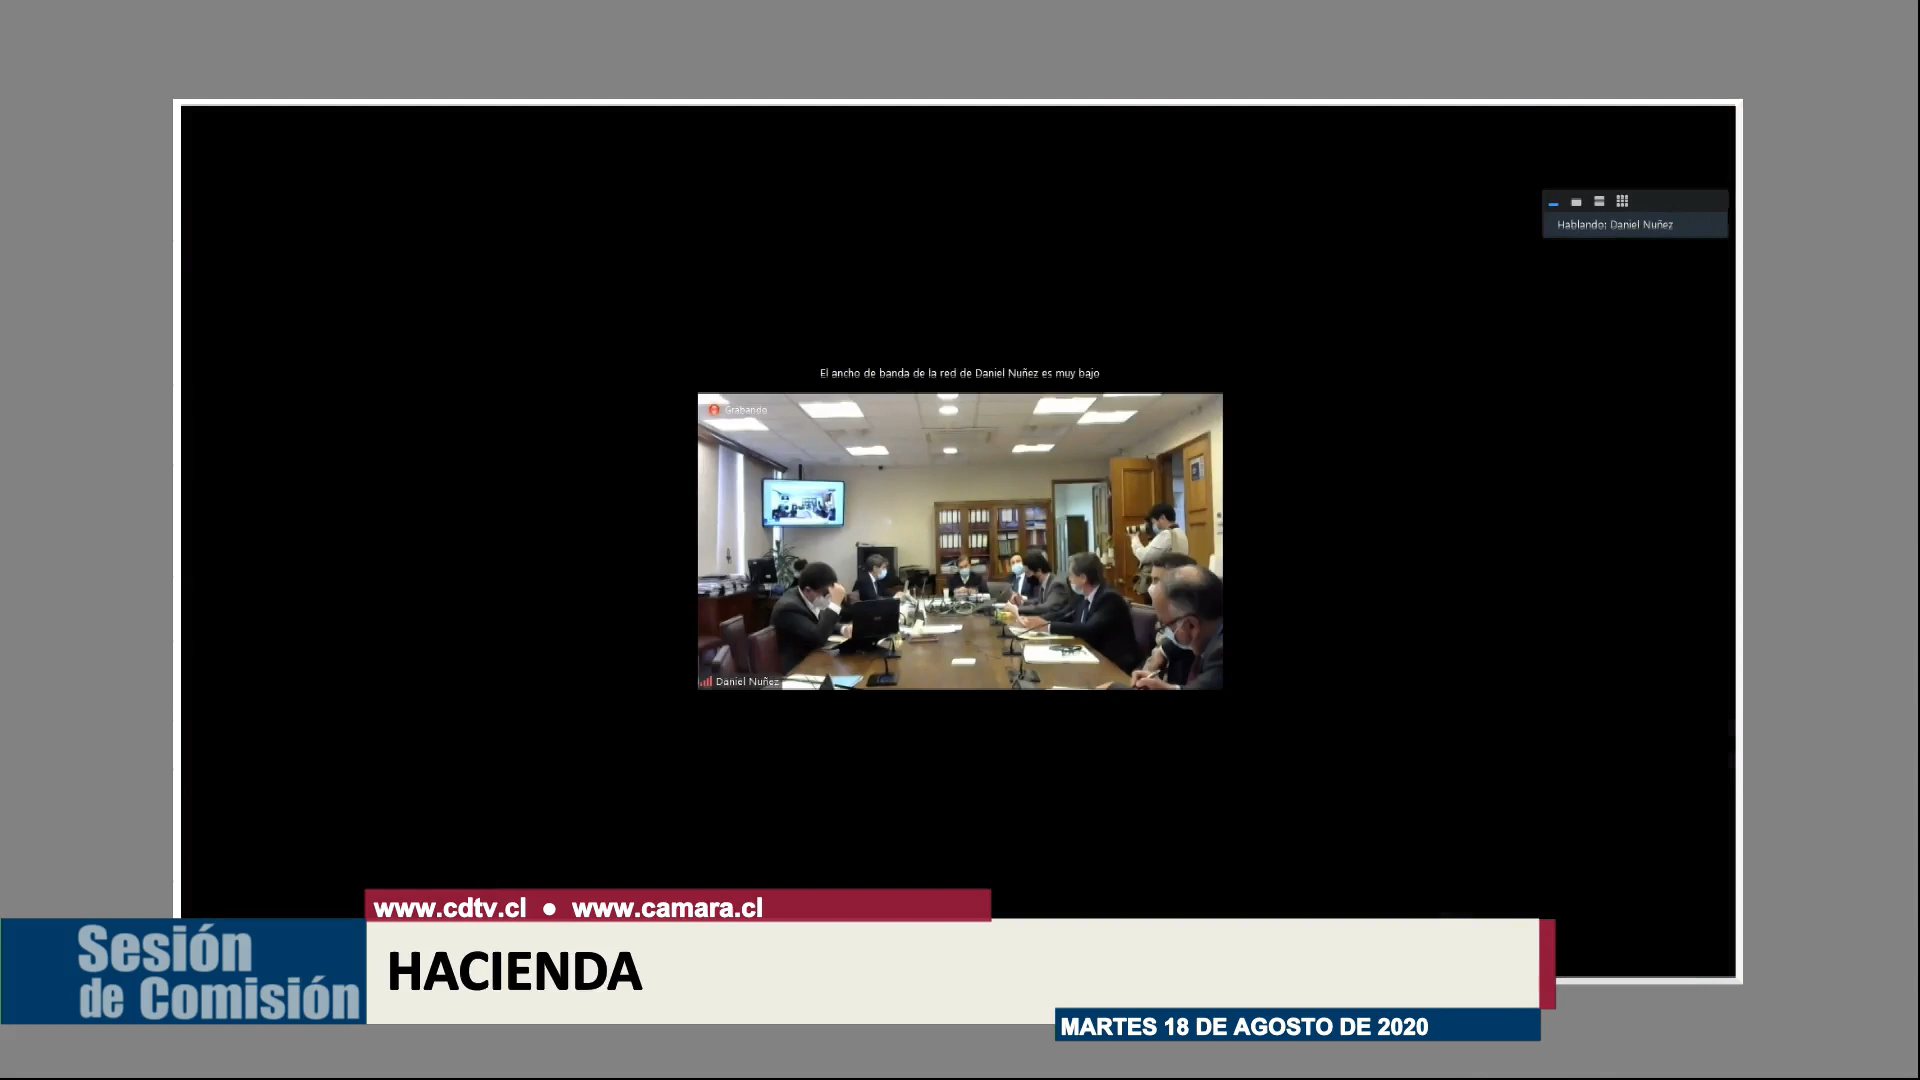 Hablando: Daniel Nuñez
El ancho de banda de la red de Daniel Nuñez es muy bajo
Grabando
Daniel Nuñez
www.cdtv.cl • www.camara.cl
Sesión
de Comisión
HACIENDA
MARTES 18 DE AGOSTO DE 2020